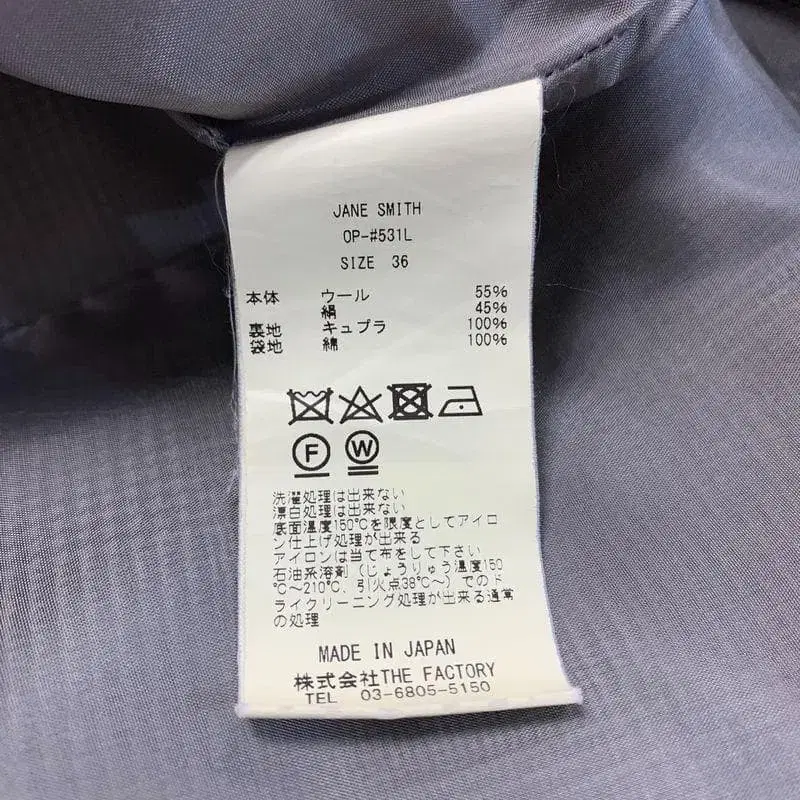 JANE SMITH
OP-#531L
SIZE 36
本体 ウール 55%
絹 45%
裏地 キュプラ 100%
袋地 綿 100%
F W
洗濯処理は出来ない
漂白処理は出来ない
底面温度150℃を限度としてアイロ
ン仕上げ処理が出来る
アイロンは当て布をして下さい
石油系溶剤(じょうりゅう温度150
℃~210℃、引火点38℃~)でのド
ライクリーニング処理が出来る通常
の処理
MADE IN JAPAN
株式会社THE FACTORY
TEL 03-6805-5150